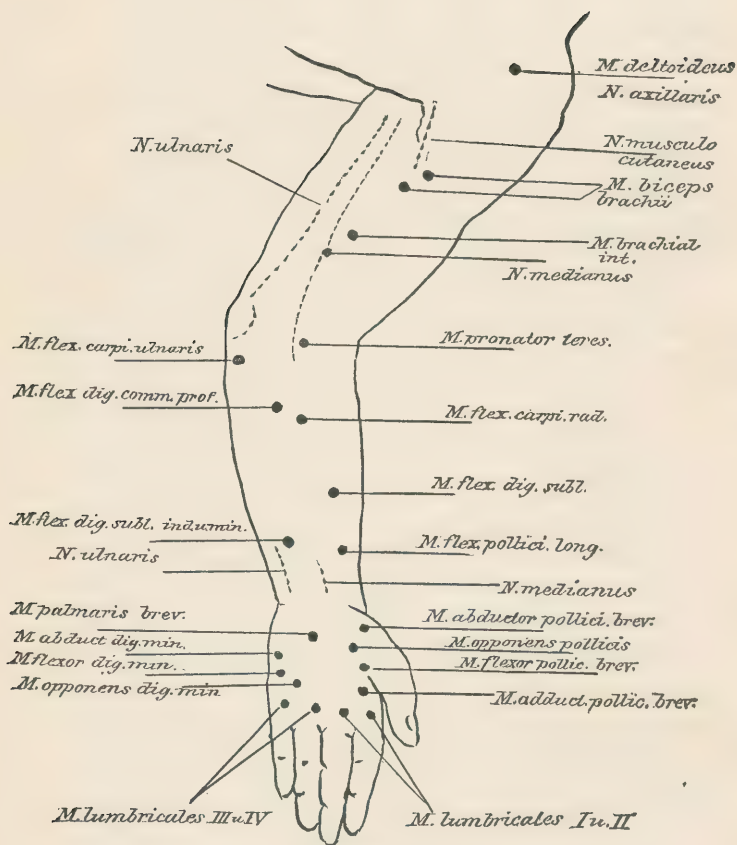 M. deltoideus
N. axillaris
N. ulnaris
N. musculo
cutaneus
M. biceps
brachii
M. brachial
int.
N. medianus
M. flex. carpi. ulnaris
M. pronator teres.
M. flex dig. comm. prof.
M. flex. carpi. rad.
M. flex. dig. subl.
M. flex dig. subl. ind.u.min.
M. flex. pollici. long.
N. ulnaris
N. medianus
M. palmaris brev.
M. abductor pollici. brev.
M. abduct dig. min.
M. opponens pollicis
M flexor dig. min.
M. flexor pollic. brev.
M. opponens dig. min
M. adduct. pollic. brev.
M. lumbricales III u. IV
M. lumbricales I u. II